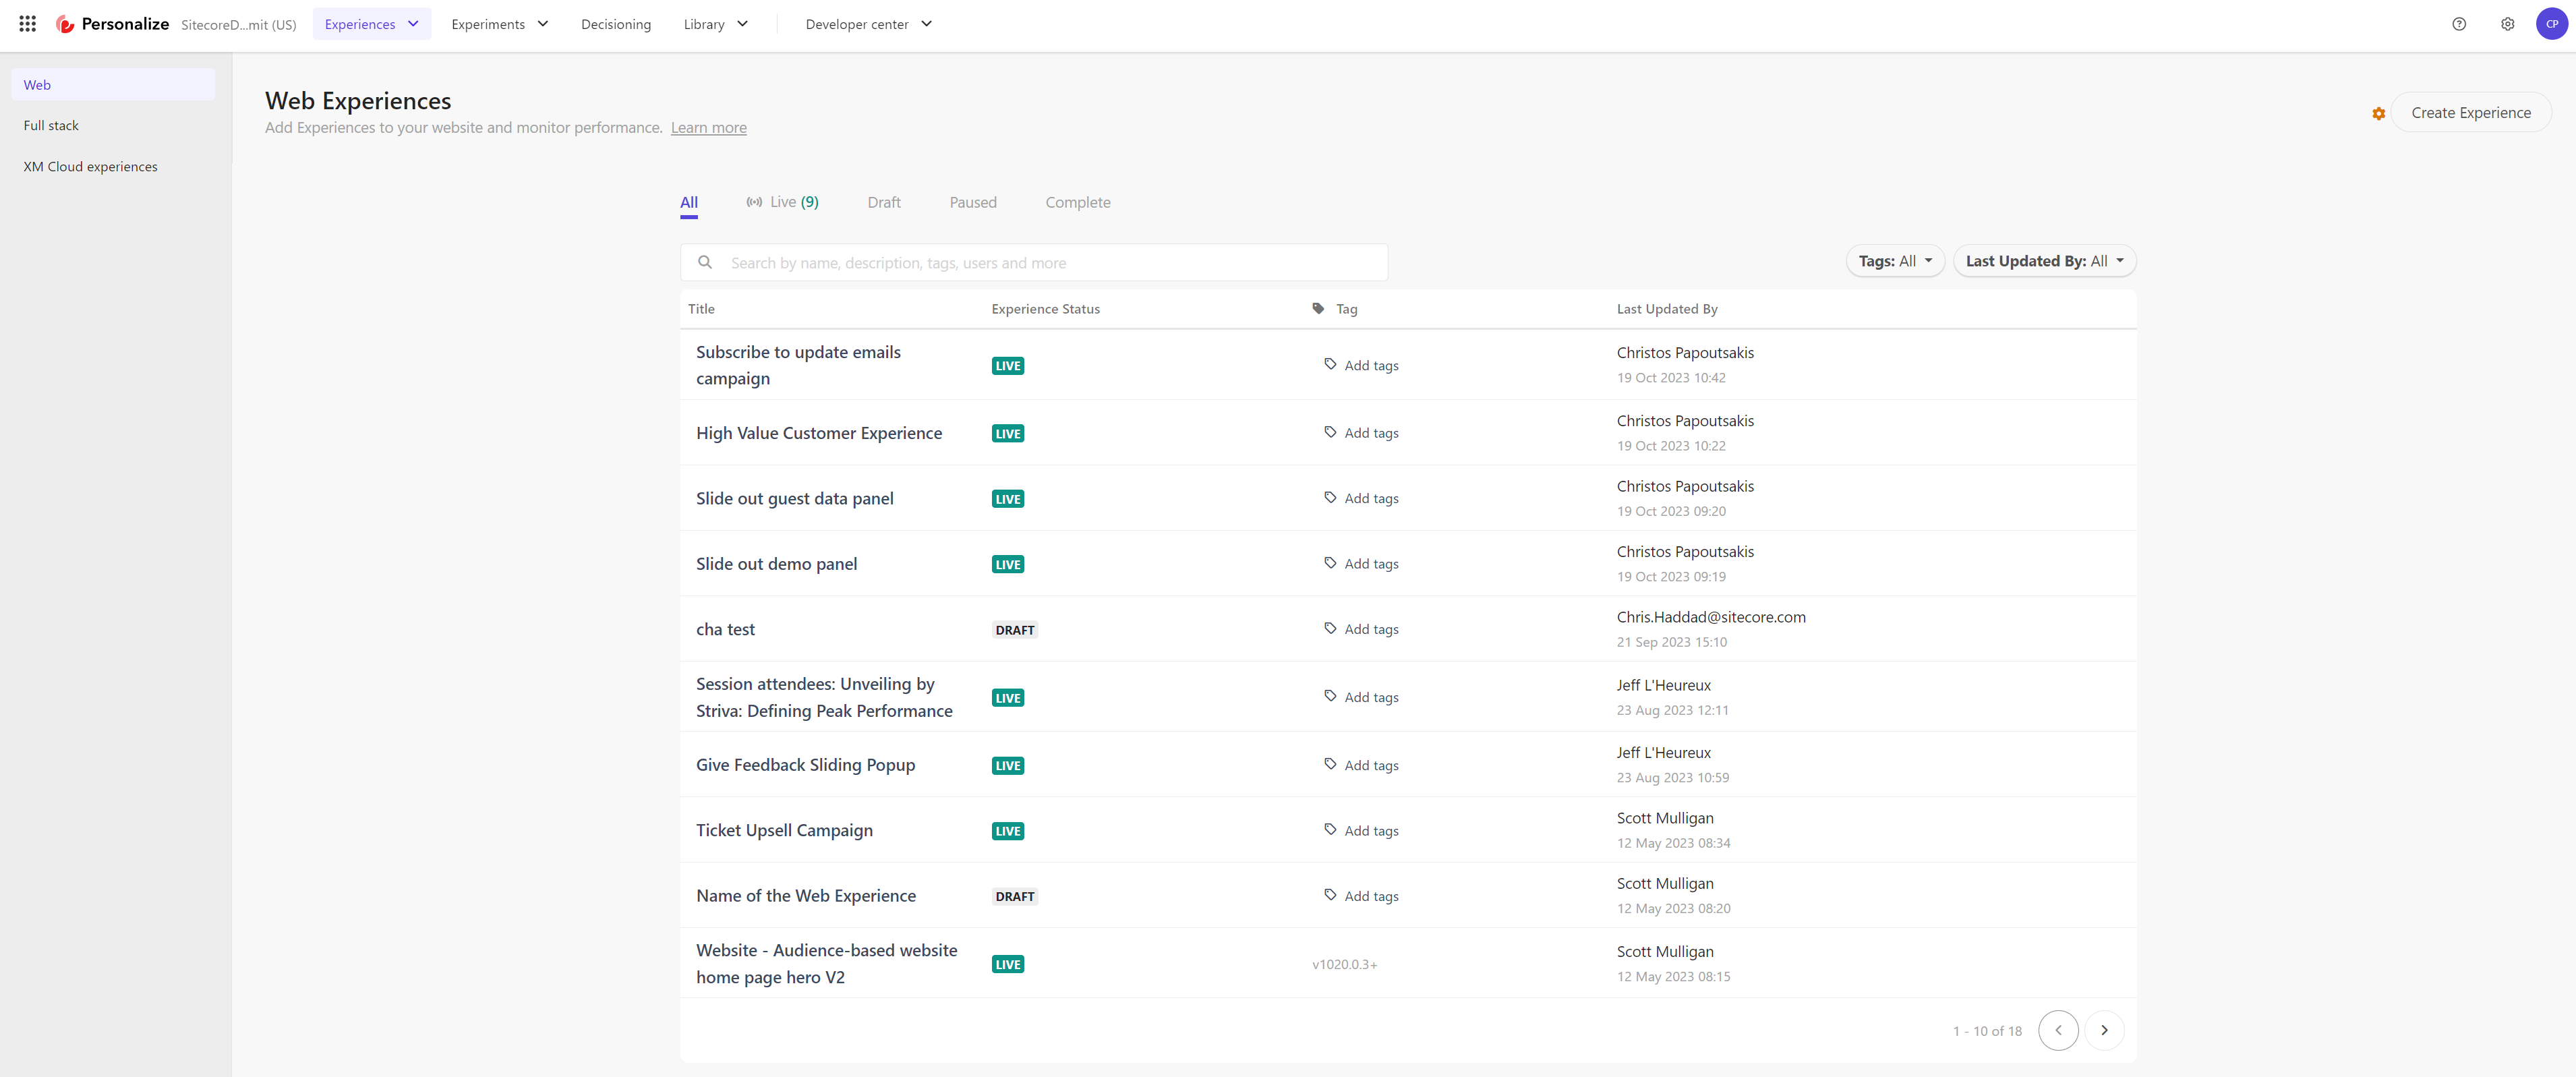 Personalize SitecoreD...mit (US) Experiences Experiments Decisioning Library Developer center CP
Web
Full stack
XM Cloud experiences
Web Experiences
Add Experiences to your website and monitor performance. Learn more
Create Experience
All Live (9) Draft Paused Complete
Search by name, description, tags, users and more
Tags: All Last Updated By: All
Title Experience Status Tag Last Updated By
Subscribe to update emails
campaign
LIVE Add tags
Christos Papoutsakis
19 Oct 2023 10:42
High Value Customer Experience LIVE Add tags
Christos Papoutsakis
19 Oct 2023 10:22
Slide out guest data panel LIVE Add tags
Christos Papoutsakis
19 Oct 2023 09:20
Slide out demo panel LIVE Add tags
Christos Papoutsakis
19 Oct 2023 09:19
cha test DRAFT Add tags
Chris.Haddad@sitecore.com
21 Sep 2023 15:10
Session attendees: Unveiling by
Striva: Defining Peak Performance
LIVE Add tags
Jeff L'Heureux
23 Aug 2023 12:11
Give Feedback Sliding Popup LIVE Add tags
Jeff L'Heureux
23 Aug 2023 10:59
Ticket Upsell Campaign LIVE Add tags
Scott Mulligan
12 May 2023 08:34
Name of the Web Experience DRAFT Add tags
Scott Mulligan
12 May 2023 08:20
Website - Audience-based website
home page hero V2
LIVE v1020.0.3+
Scott Mulligan
12 May 2023 08:15
1 - 10 of 18